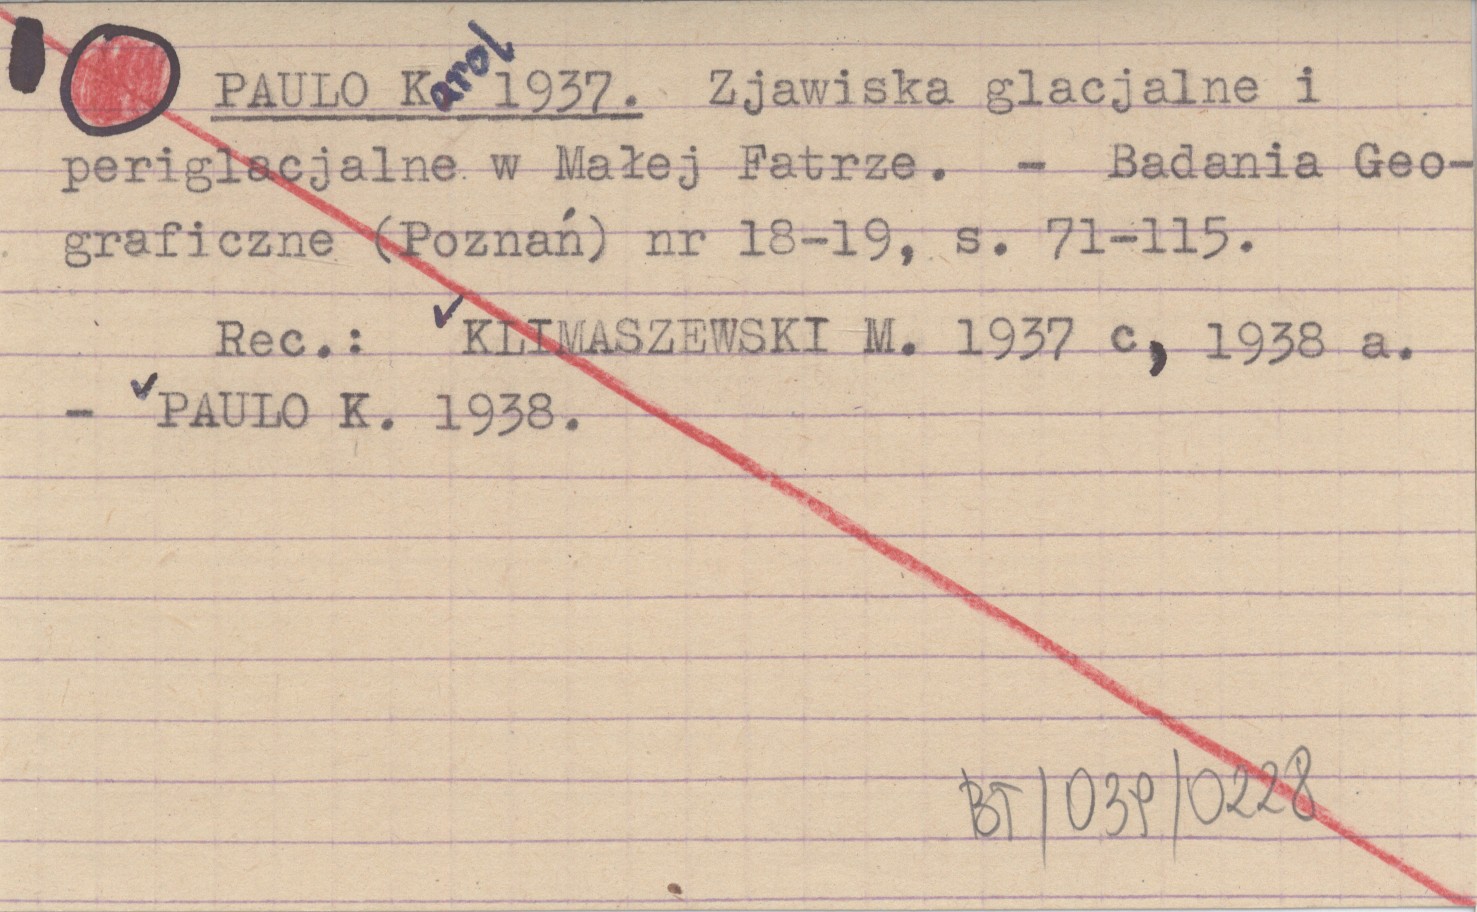 PAULO Karol 1937. Zjawiska glacjalne i
periglacjalne w Małej Fatrze. - Badania Geo-
graficzne (Poznań) nr 18-19, s. 71-115.
Rec.: ✓KLIMASZEWSKI M. 1937 c, 1938 a.
- ✓PAULO K. 1938.
BT/03P/0228